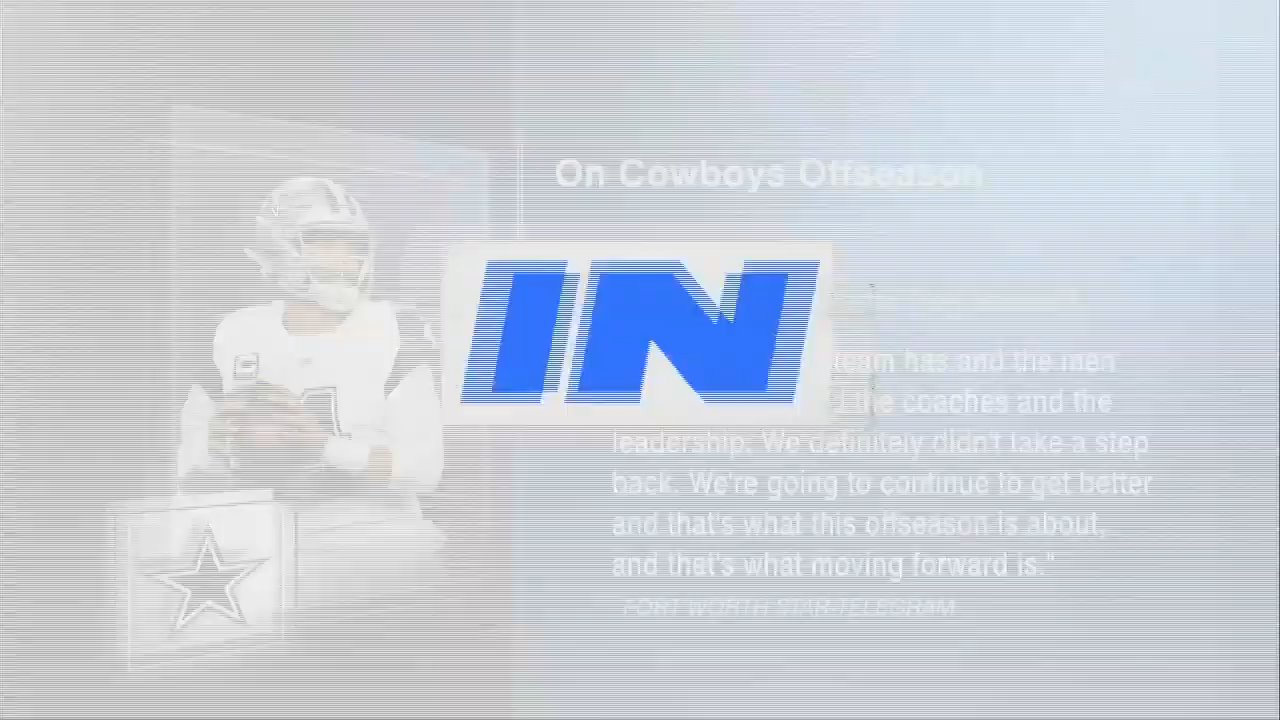 On Cowboys Offseason
IN
team has and the men
the coaches and the
leadership. We definitely didn't take a step
back. We're going to continue to get better
and that's what this offseason is about,
and that's what moving forward is."
FORT WORTH STAR-TELEGRAM